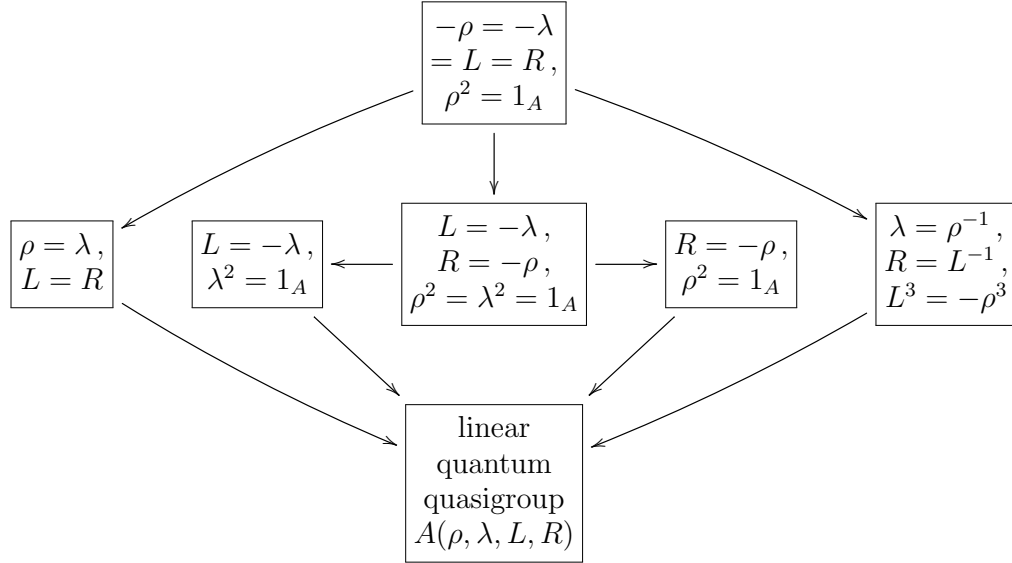 −ρ = −λ
= L = R ,
ρ² = 1_A
ρ = λ ,
L = R
L = −λ ,
λ² = 1_A
L = −λ ,
R = −ρ ,
ρ² = λ² = 1_A
R = −ρ ,
ρ² = 1_A
λ = ρ⁻¹ ,
R = L⁻¹ ,
L³ = −ρ³
linear
quantum
quasigroup
A(ρ, λ, L, R)